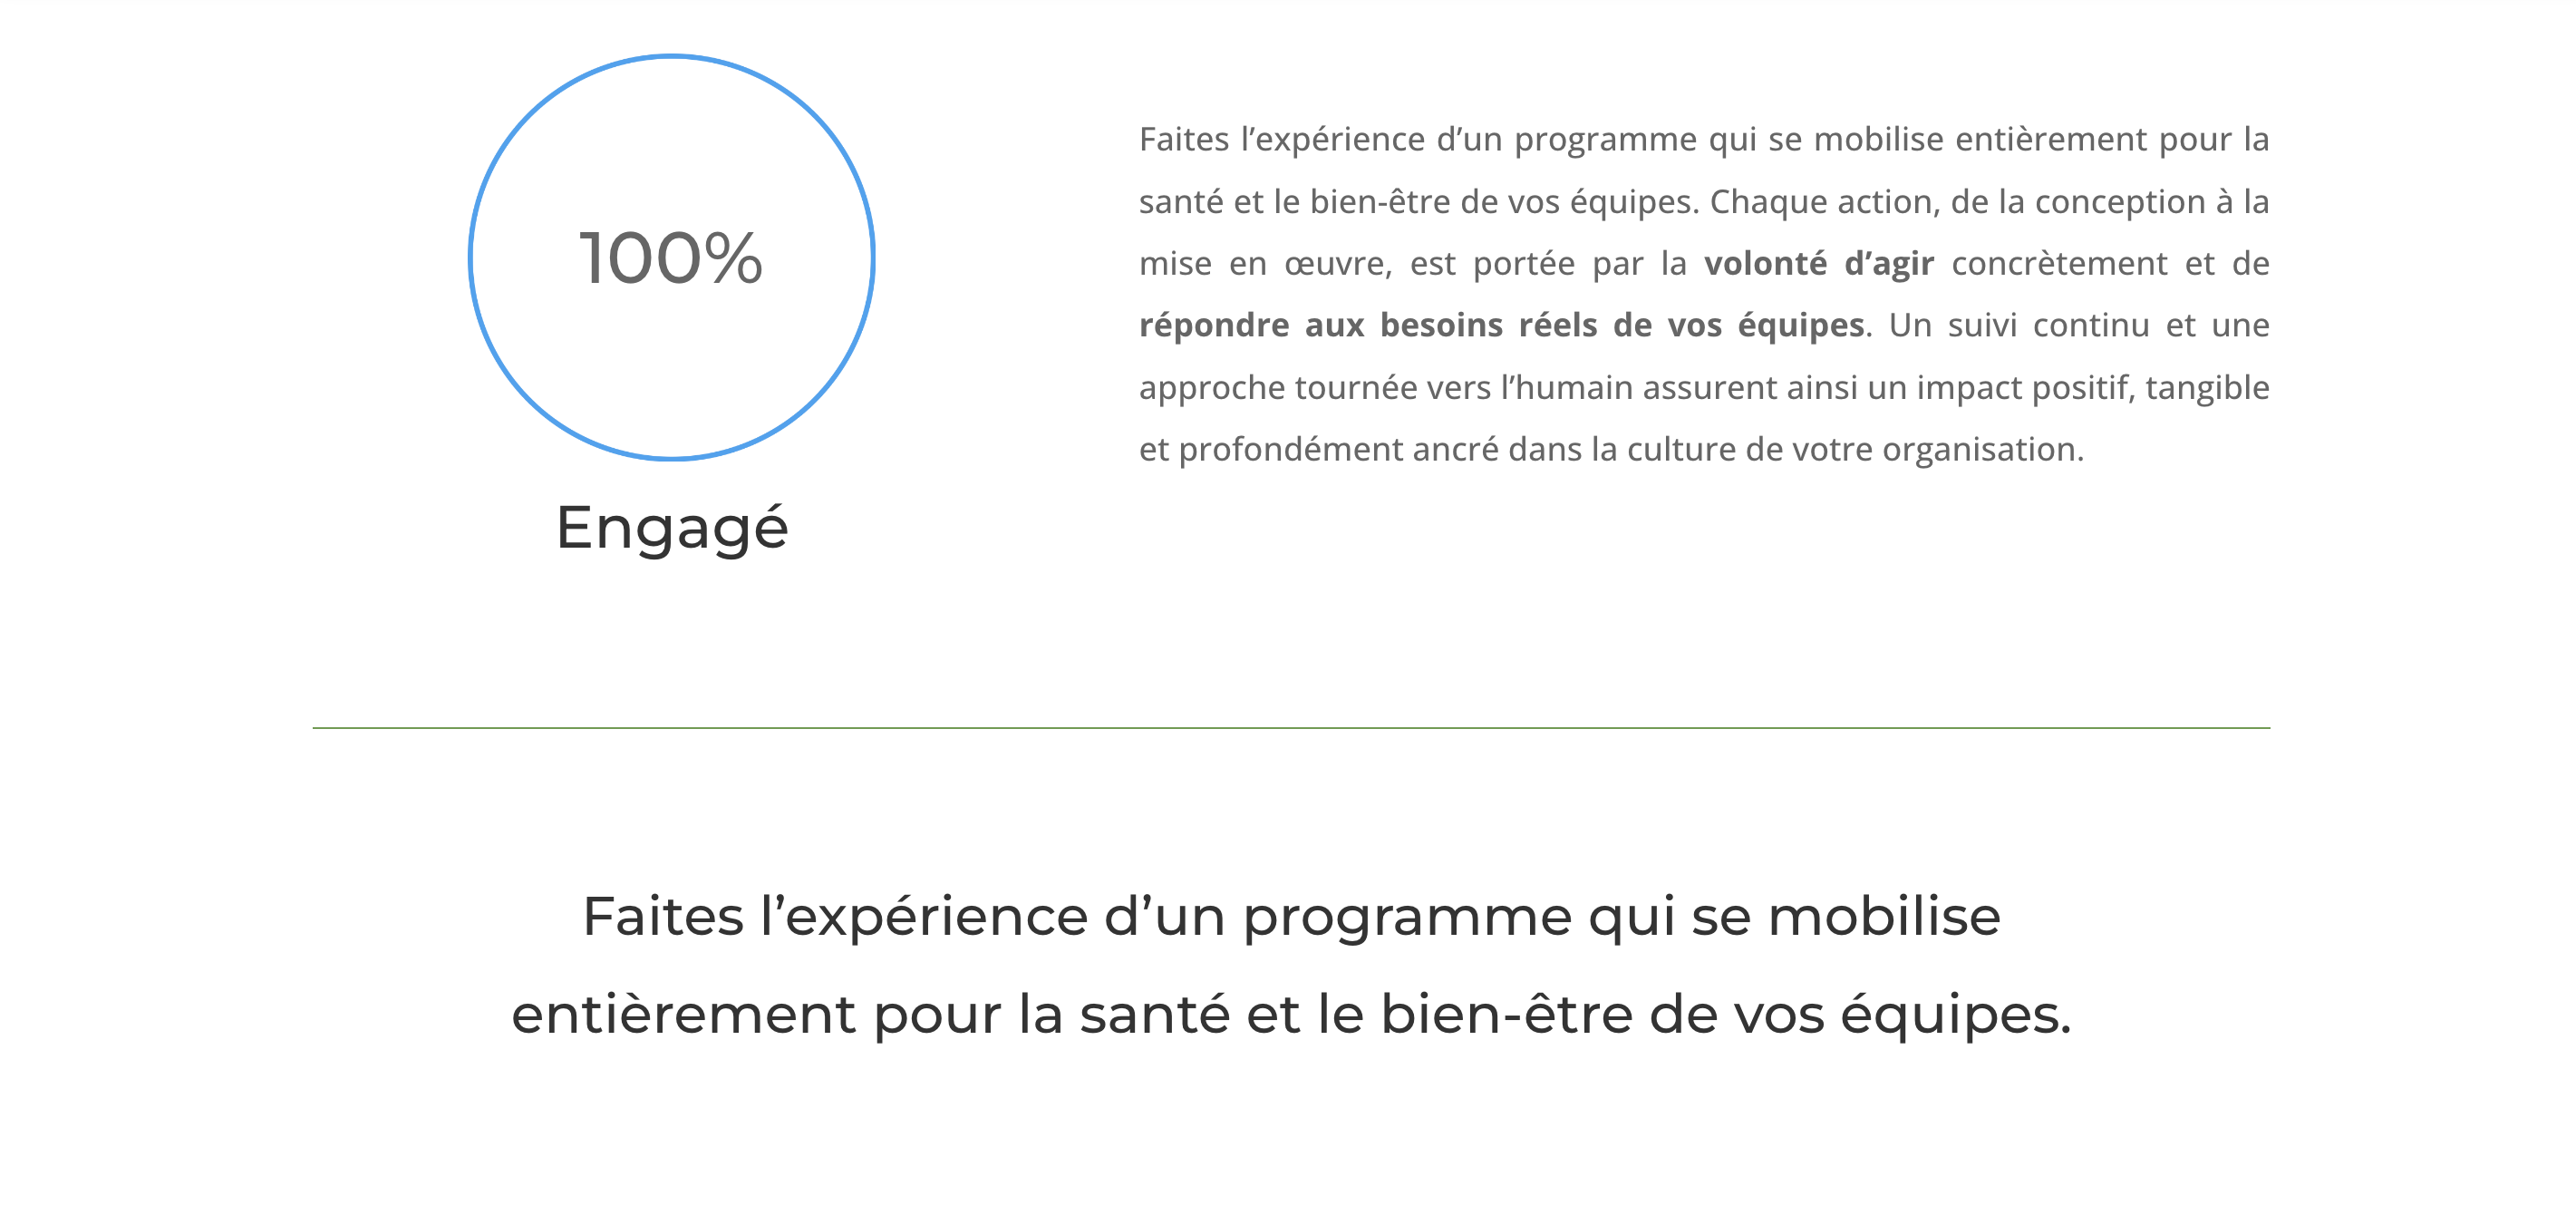 100%
Engagé
Faites l’expérience d’un programme qui se mobilise entièrement pour la
santé et le bien-être de vos équipes. Chaque action, de la conception à la
mise en œuvre, est portée par la volonté d’agir concrètement et de
répondre aux besoins réels de vos équipes. Un suivi continu et une
approche tournée vers l’humain assurent ainsi un impact positif, tangible
et profondément ancré dans la culture de votre organisation.
Faites l’expérience d’un programme qui se mobilise
entièrement pour la santé et le bien-être de vos équipes.